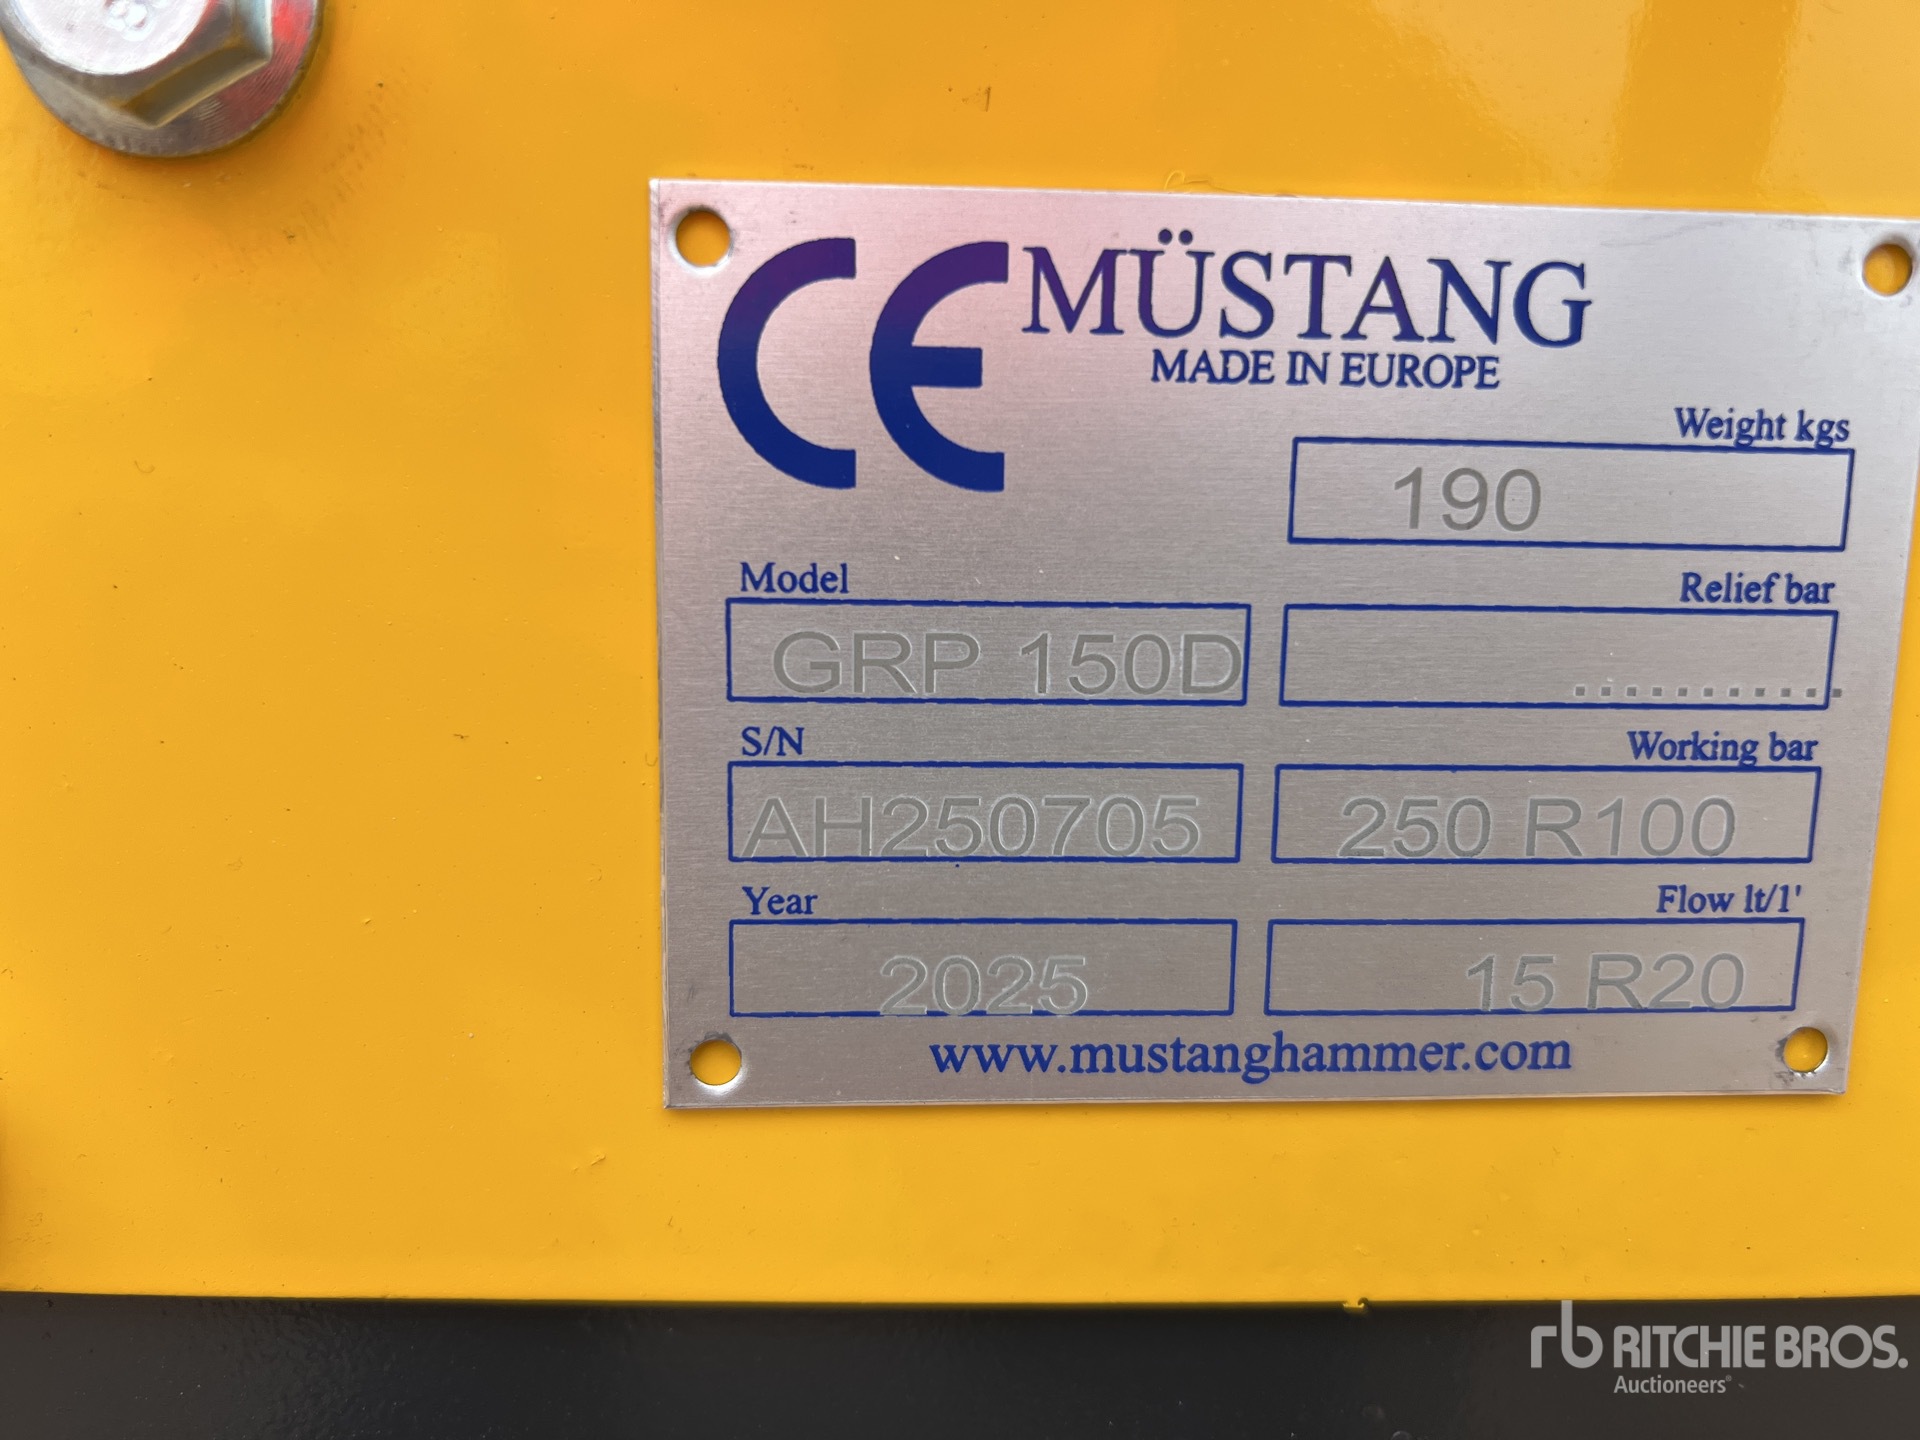 CE MÜSTANG
MADE IN EUROPE
Weight kgs
190
Model
GRP 150D
Relief bar
...........
S/N
AH250705
Working bar
250 R100
Year
2025
Flow lt/1'
15 R20
www.mustanghammer.com
rb RITCHIE BROS.
Auctioneers